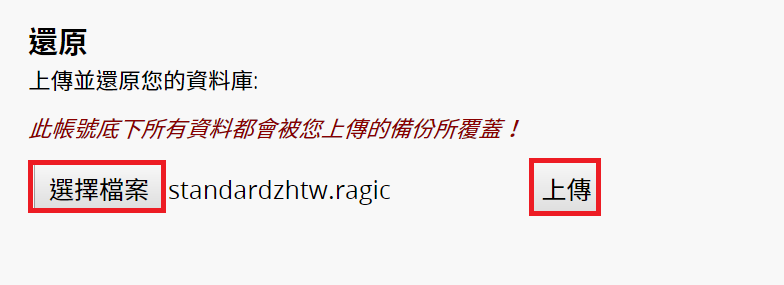 還原
上傳並還原您的資料庫:
此帳號底下所有資料都會被您上傳的備份所覆蓋！
選擇檔案 standardzhtw.ragic 上傳